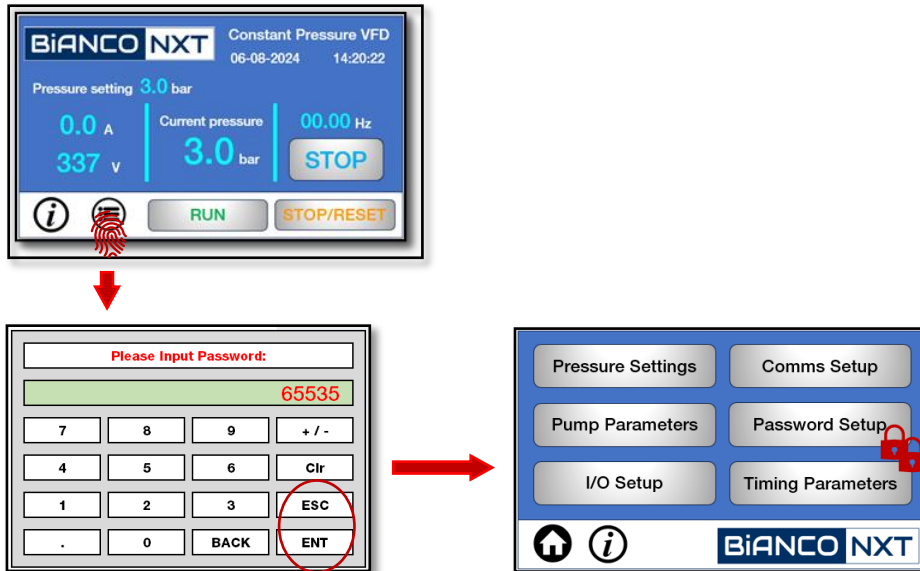 BiANCO NXT
Constant Pressure VFD
06-08-2024 14:20:22
Pressure setting 3.0 bar
0.0 A
337 V
Current pressure
3.0 bar
00.00 Hz
STOP
i
RUN
STOP/RESET
Please Input Password:
65535
7 8 9 + / -
4 5 6 Clr
1 2 3 ESC
. 0 BACK ENT
Pressure Settings
Comms Setup
Pump Parameters
Password Setup
I/O Setup
Timing Parameters
i
BiANCO NXT